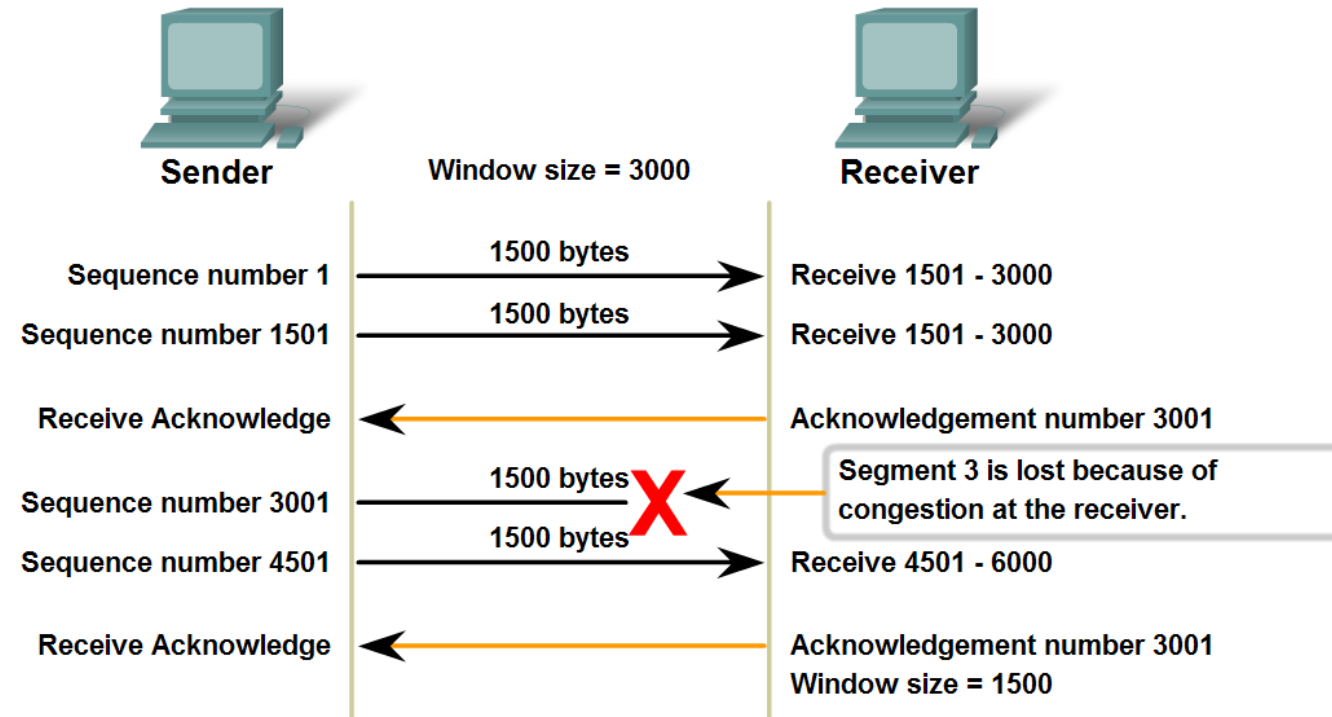 Sender
Window size = 3000
Receiver
1500 bytes
Sequence number 1
Receive 1501 - 3000
1500 bytes
Sequence number 1501
Receive 1501 - 3000
Receive Acknowledge
Acknowledgement number 3001
Segment 3 is lost because of
congestion at the receiver.
1500 bytes
X
Sequence number 3001
1500 bytes
Sequence number 4501
Receive 4501 - 6000
Receive Acknowledge
Acknowledgement number 3001
Window size = 1500